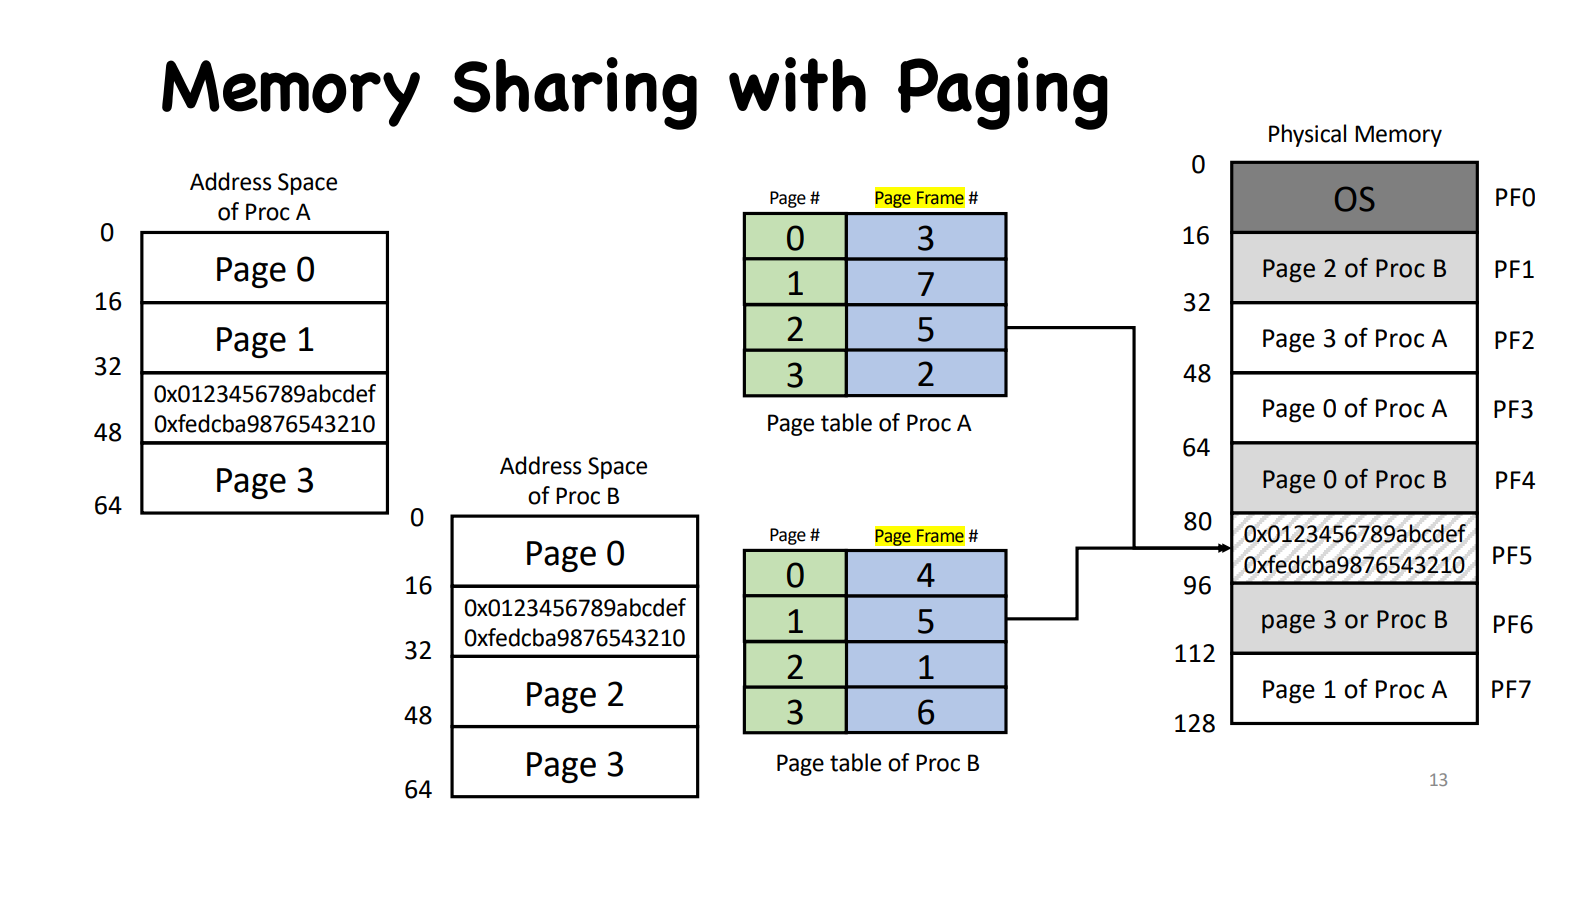 Memory Sharing with Paging
Address Space
of Proc A
0
Page 0
16
Page 1
32
0x0123456789abcdef
0xfedcba9876543210
48
Page 3
64
Address Space
of Proc B
0
Page 0
16
0x0123456789abcdef
0xfedcba9876543210
32
Page 2
48
Page 3
64
Page # Page Frame #
0 3
1 7
2 5
3 2
Page table of Proc A
Page # Page Frame #
0 4
1 5
2 1
3 6
Page table of Proc B
Physical Memory
0
OS PF0
16
Page 2 of Proc B PF1
32
Page 3 of Proc A PF2
48
Page 0 of Proc A PF3
64
Page 0 of Proc B PF4
80
0x0123456789abcdef
0xfedcba9876543210 PF5
96
page 3 or Proc B PF6
112
Page 1 of Proc A PF7
128
13